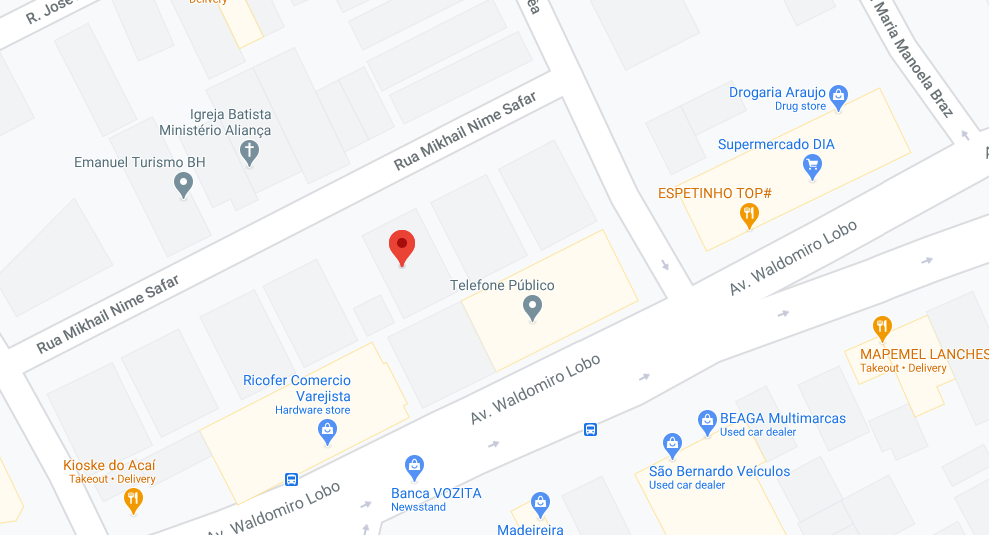 Delivery
R. José
êa
Maria Manoela Braz
Drogaria Araujo
Drug store
Rua Mikhail Nime Safar
Igreja Batista
Ministério Aliança
Supermercado DIA
Emanuel Turismo BH
ESPETINHO TOP#
Av. Waldomiro Lobo
Telefone Público
Rua Mikhail Nime Safar
MAPEMEL LANCHES
Takeout • Delivery
Av. Waldomiro Lobo
Ricofer Comercio
Varejista
Hardware store
BEAGA Multimarcas
Used car dealer
Kioske do Açaí
Takeout • Delivery
São Bernardo Veículos
Used car dealer
Banca VOZITA
Newsstand
Av. Waldomiro Lobo
Madeireira